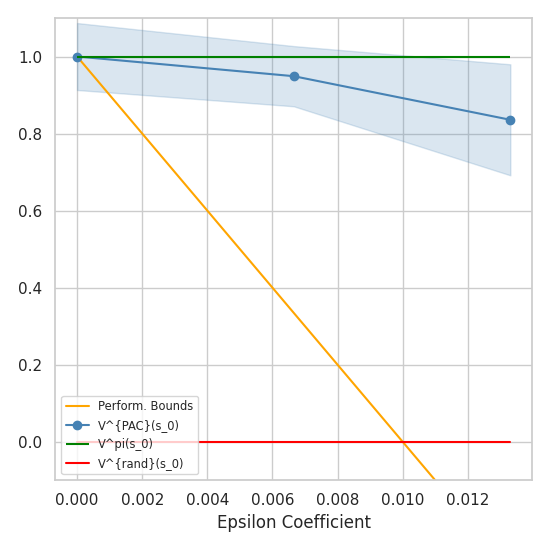 1.0
0.8
0.6
0.4
0.2
0.0
Perform. Bounds
V^{PAC}(s_0)
V^pi(s_0)
V^{rand}(s_0)
0.000 0.002 0.004 0.006 0.008 0.010 0.012
Epsilon Coefficient